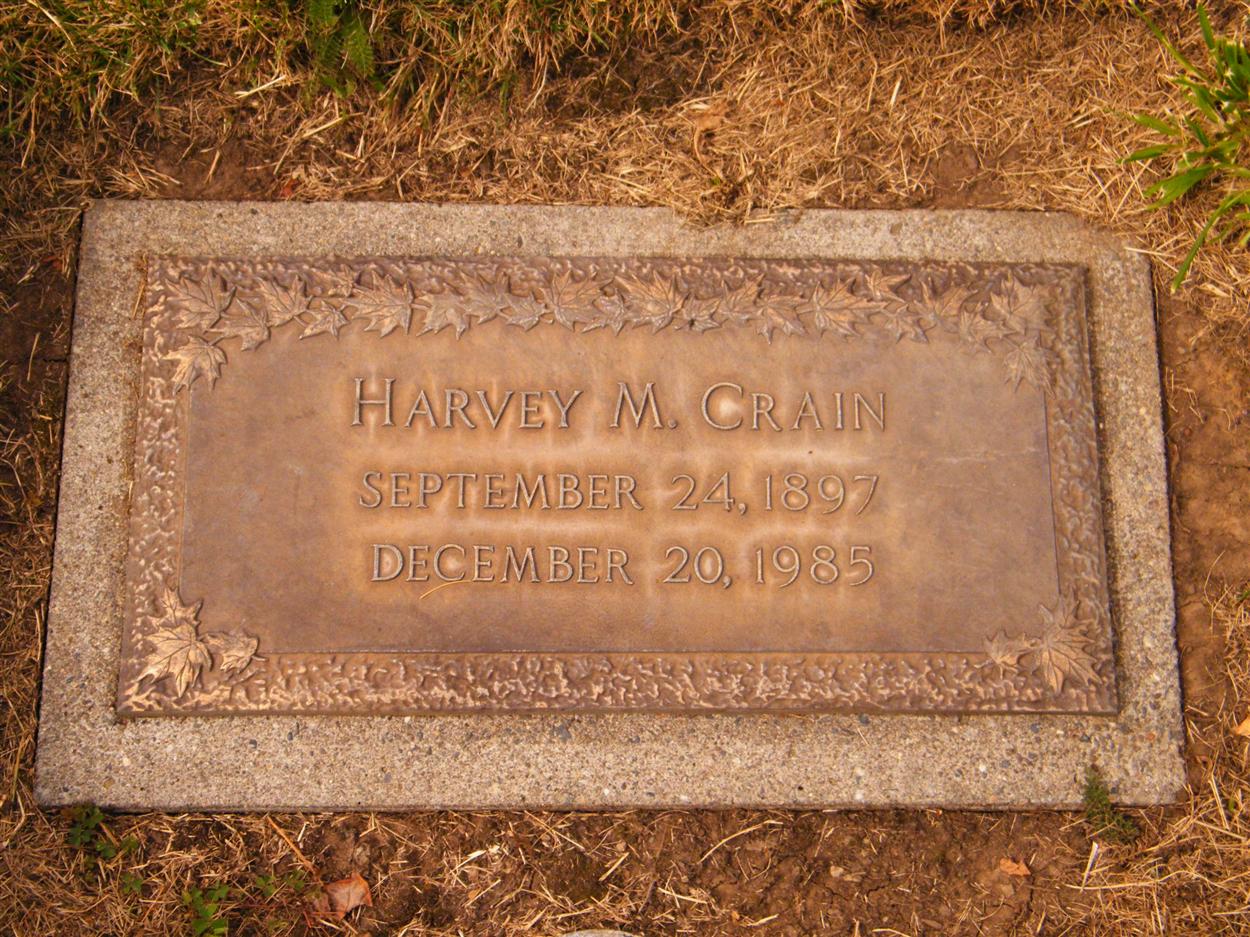 HARVEY M. CRAIN
SEPTEMBER 24, 1897
DECEMBER 20, 1985